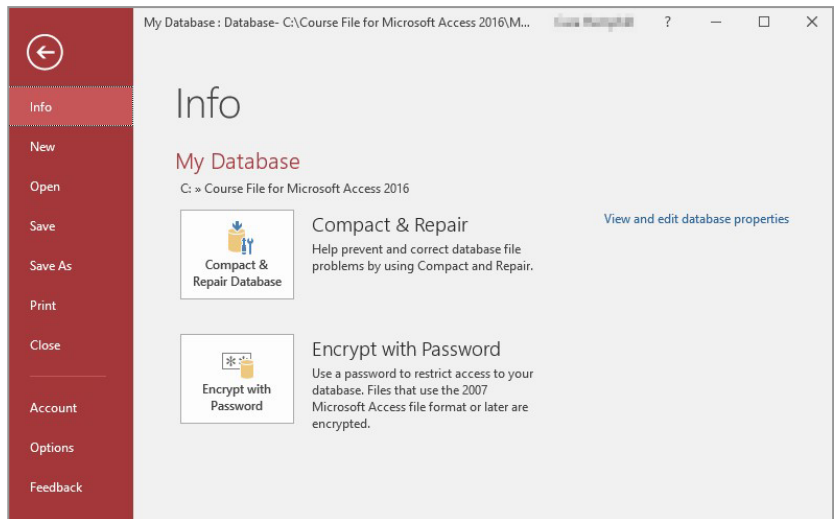 My Database : Database- C:\Course File for Microsoft Access 2016\M...
?
Info
New
Open
Save
Save As
Print
Close
Account
Options
Feedback
Info
My Database
C: » Course File for Microsoft Access 2016
Compact &
Repair Database
Compact & Repair
Help prevent and correct database file
problems by using Compact and Repair.
View and edit database properties
Encrypt with
Password
Encrypt with Password
Use a password to restrict access to your
database. Files that use the 2007
Microsoft Access file format or later are
encrypted.